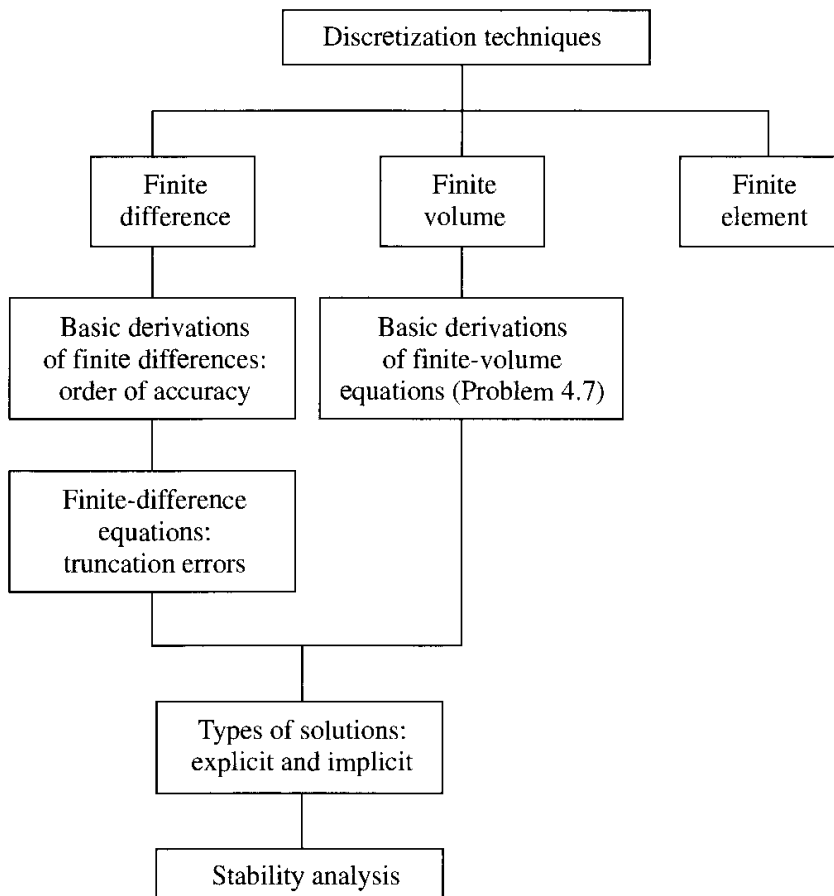 Discretization techniques
Finite
difference
Finite
volume
Finite
element
Basic derivations
of finite differences:
order of accuracy
Basic derivations
of finite-volume
equations (Problem 4.7)
Finite-difference
equations:
truncation errors
Types of solutions:
explicit and implicit
Stability analysis